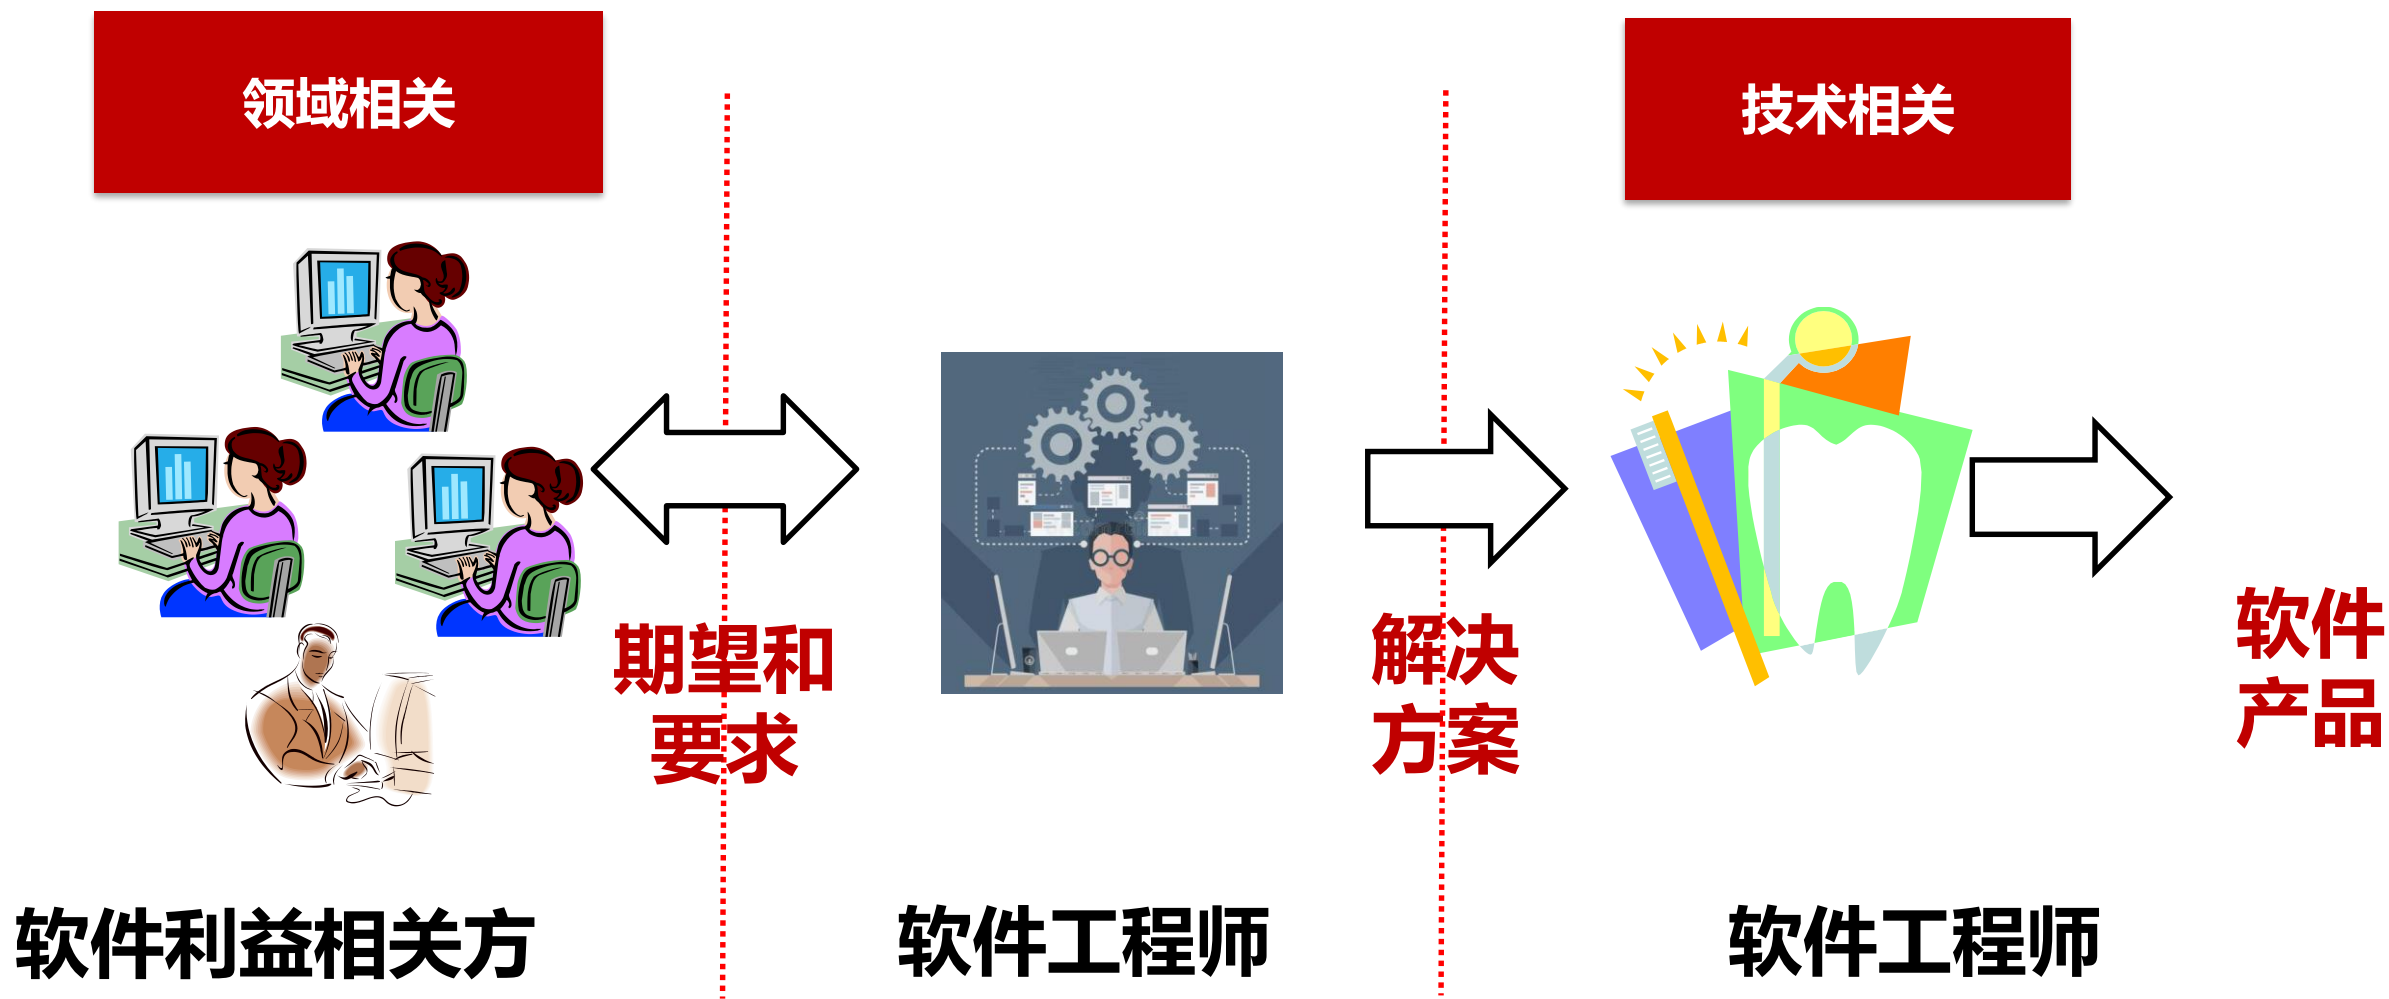 领域相关
技术相关
期望和
要求
解决
方案
软件
产品
软件利益相关方
软件工程师
软件工程师